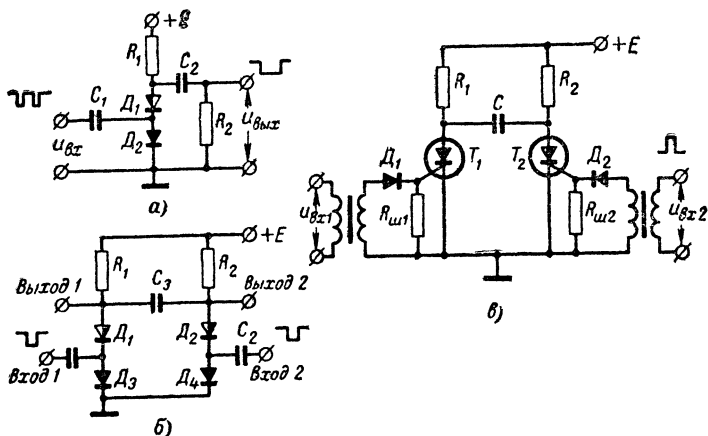 +E
R1
C2
C1
Д1
uвх
Д2
R2
uвых
а)
+E
R1
R2
Выход 1
C3
Выход 2
Д1
Д2
C2
Вход 1
Д3
Д4
Вход 2
б)
+E
R1
R2
C
Д1
T1
T2
Д2
uвх1
Rш1
Rш2
uвх2
в)